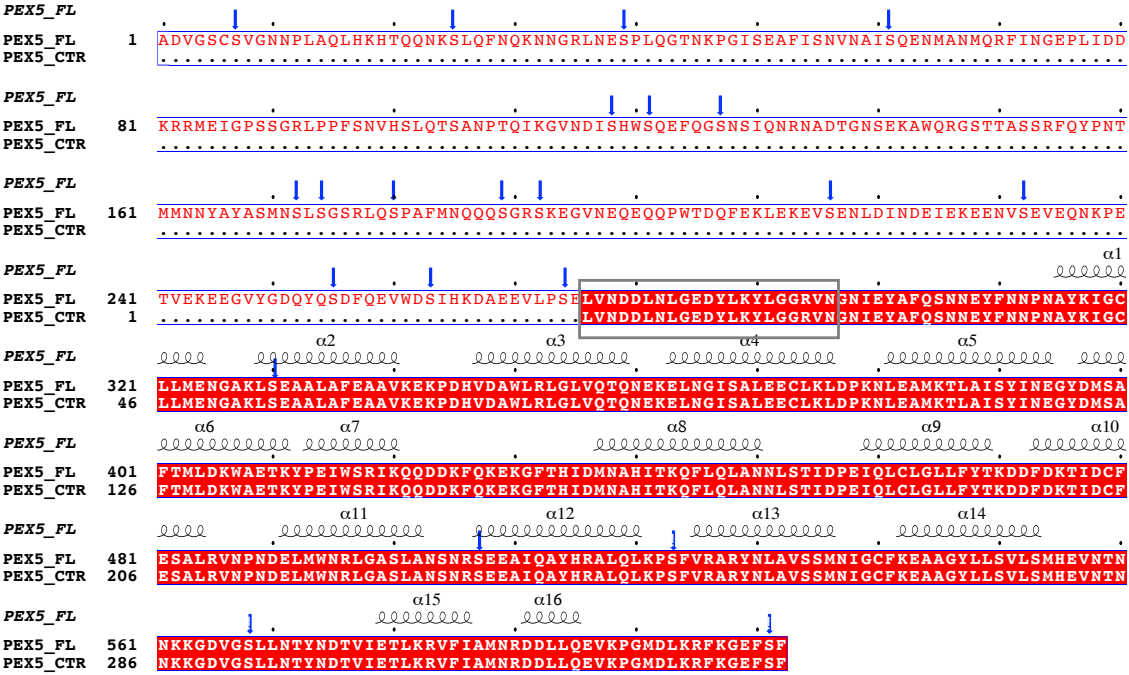 PEX5_FL
PEX5_FL 1 ADVGSCSVGNNPLAQLHKHTQQNKSLQFNQKNNGRLNESPLQGTNKPGISEAFISNVNAISQENMANMQRFINGEPLIDD
PEX5_CTR ................................................................................
PEX5_FL
PEX5_FL 81 KRRMEIGPSSGRLPPFSNVHSLQTSANPTQIKGVNDISHWSQEFQGSNSIQNRNADTGNSEKAWQRGSTTASSRFQYPNT
PEX5_CTR ................................................................................
PEX5_FL
PEX5_FL 161 MMNNYAYASMNSLSGSRLQSPAFMNQQQSGRSKEGVNEQEQQPWTDQFEKLEKEVSENLDINDEIEKEENVSEVEQNKPE
PEX5_CTR ................................................................................
α1
PEX5_FL
PEX5_FL 241 TVEKEEGVYGDQYQSDFQEVWDSIHKDAEEVLPSELVNDDLNLGEDYLKYLGGRVNGNIEYAFQSNNEYFNNPNAYKIGC
PEX5_CTR 1 ...................................LVNDDLNLGEDYLKYLGGRVNGNIEYAFQSNNEYFNNPNAYKIGC
α2 α3 α4 α5
PEX5_FL
PEX5_FL 321 LLMENGAKLSEAALAFEAAVKEKPDHVDAWLRLGLVQTQNEKELNGISALEECLKLDPKNLEAMKTLAISYINEGYDMSA
PEX5_CTR 46 LLMENGAKLSEAALAFEAAVKEKPDHVDAWLRLGLVQTQNEKELNGISALEECLKLDPKNLEAMKTLAISYINEGYDMSA
α6 α7 α8 α9 α10
PEX5_FL
PEX5_FL 401 FTMLDKWAETKYPEIWSRIKQQDDKFQKEKGFTHIDMNAHITKQFLQLANNLSTIDPEIQLCLGLLFYTKDDFDKTIDCF
PEX5_CTR 126 FTMLDKWAETKYPEIWSRIKQQDDKFQKEKGFTHIDMNAHITKQFLQLANNLSTIDPEIQLCLGLLFYTKDDFDKTIDCF
α11 α12 α13 α14
PEX5_FL
PEX5_FL 481 ESALRVNPNDELMWNRLGASLANSNRSEEAIQAYHRALQLKPSFVRARYNLAVSSMNIGCFKEAAGYLLSVLSMHEVNTN
PEX5_CTR 206 ESALRVNPNDELMWNRLGASLANSNRSEEAIQAYHRALQLKPSFVRARYNLAVSSMNIGCFKEAAGYLLSVLSMHEVNTN
α15 α16
PEX5_FL
PEX5_FL 561 NKKGDVGSLLNTYNDTVIETLKRVFIAMNRDDLLQEVKPGMDLKRFKGEFSF
PEX5_CTR 286 NKKGDVGSLLNTYNDTVIETLKRVFIAMNRDDLLQEVKPGMDLKRFKGEFSF